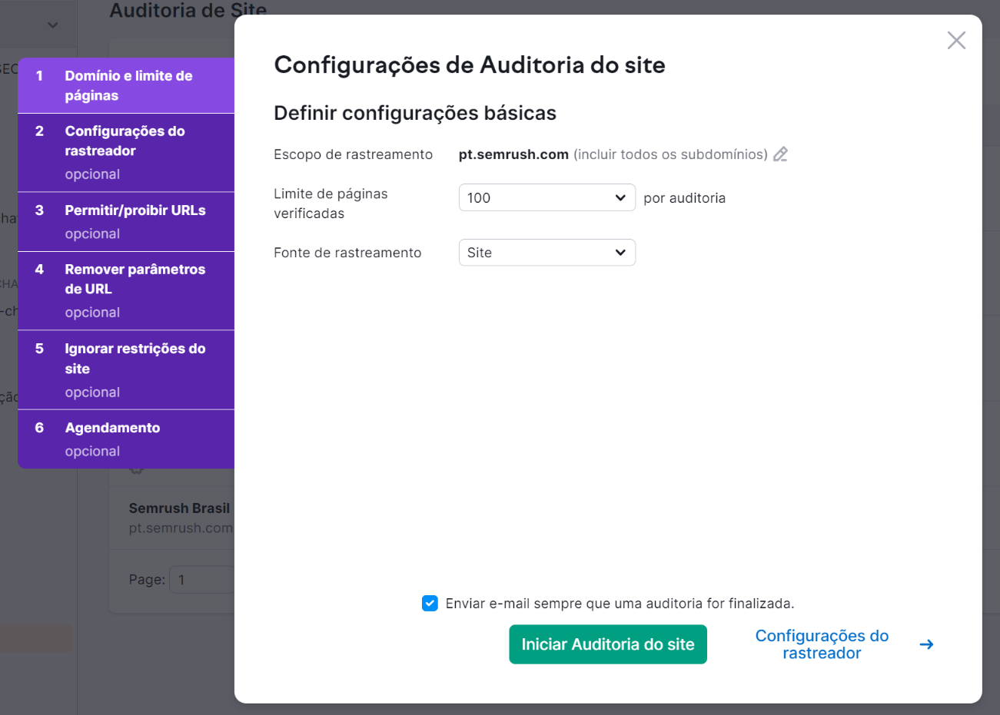 Auditoria de Site
1 Domínio e limite de
páginas
2 Configurações do
rastreador
opcional
3 Permitir/proibir URLs
opcional
4 Remover parâmetros
de URL
opcional
5 Ignorar restrições do
site
opcional
6 Agendamento
opcional
Semrush Brasil
pt.semrush.com
Page: 1
Configurações de Auditoria do site
Definir configurações básicas
Escopo de rastreamento pt.semrush.com (incluir todos os subdomínios)
Limite de páginas
verificadas
100 por auditoria
Fonte de rastreamento Site
Enviar e-mail sempre que uma auditoria for finalizada.
Iniciar Auditoria do site
Configurações do
rastreador